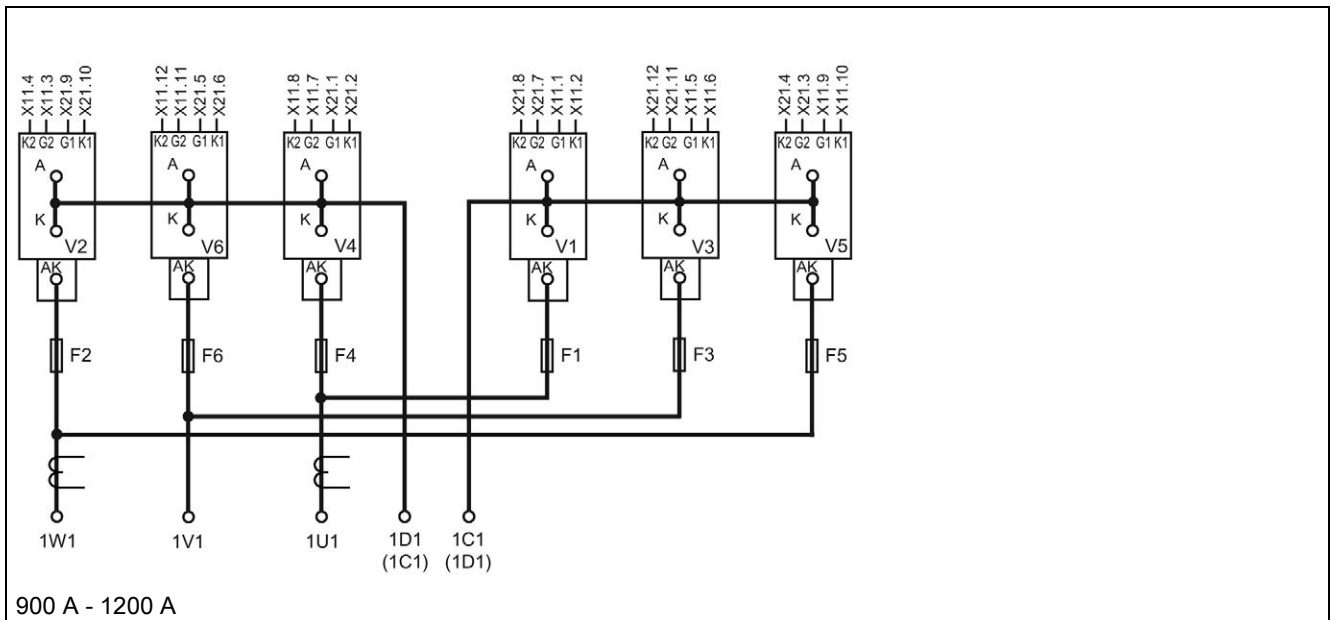 X11.4 X11.3 X21.9 X21.10 X11.12 X11.11 X21.5 X21.6 X11.8 X11.7 X21.1 X21.2 X21.8 X21.7 X11.1 X11.2 X21.12 X21.11 X11.5 X11.6 X21.4 X21.3 X11.9 X11.10
K2 G2 G1 K1 K2 G2 G1 K1 K2 G2 G1 K1 K2 G2 G1 K1 K2 G2 G1 K1 K2 G2 G1 K1
A A A A A A
K K K K K K
V2 V6 V4 V1 V3 V5
AK AK AK AK AK AK
F2 F6 F4 F1 F3 F5
1W1 1V1 1U1 1D1 1C1
(1C1) (1D1)
900 A - 1200 A